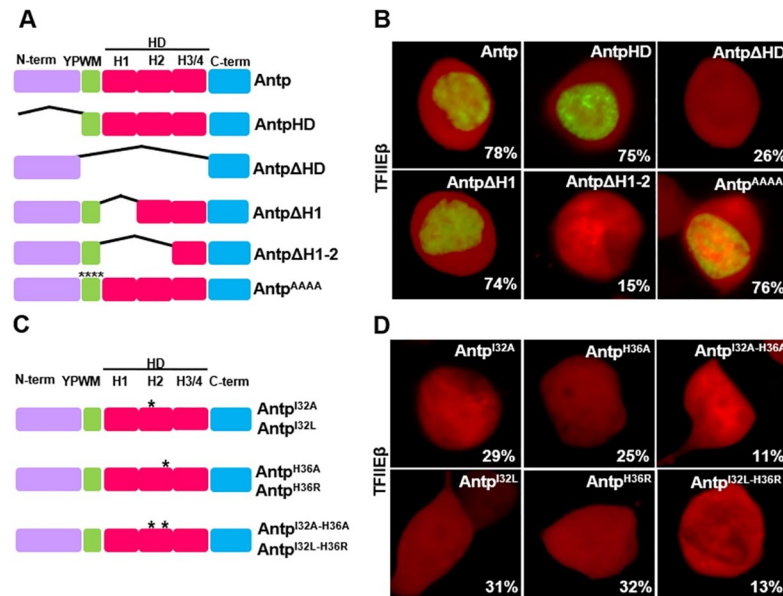 A
HD
N-term YPWM H1 H2 H3/4 C-term
Antp
AntpHD
AntpΔHD
AntpΔH1
AntpΔH1-2
****
AntpAAAA
B
TFIIEβ
Antp
78%
AntpHD
75%
AntpΔHD
26%
AntpΔH1
74%
AntpΔH1-2
15%
AntpAAAA
76%
C
HD
N-term YPWM H1 H2 H3/4 C-term
*
AntpI32A
AntpI32L
*
AntpH36A
AntpH36R
* *
AntpI32A-H36A
AntpI32L-H36R
D
TFIIEβ
AntpI32A
29%
AntpH36A
25%
AntpI32A-H36A
11%
AntpI32L
31%
AntpH36R
32%
AntpI32L-H36R
13%